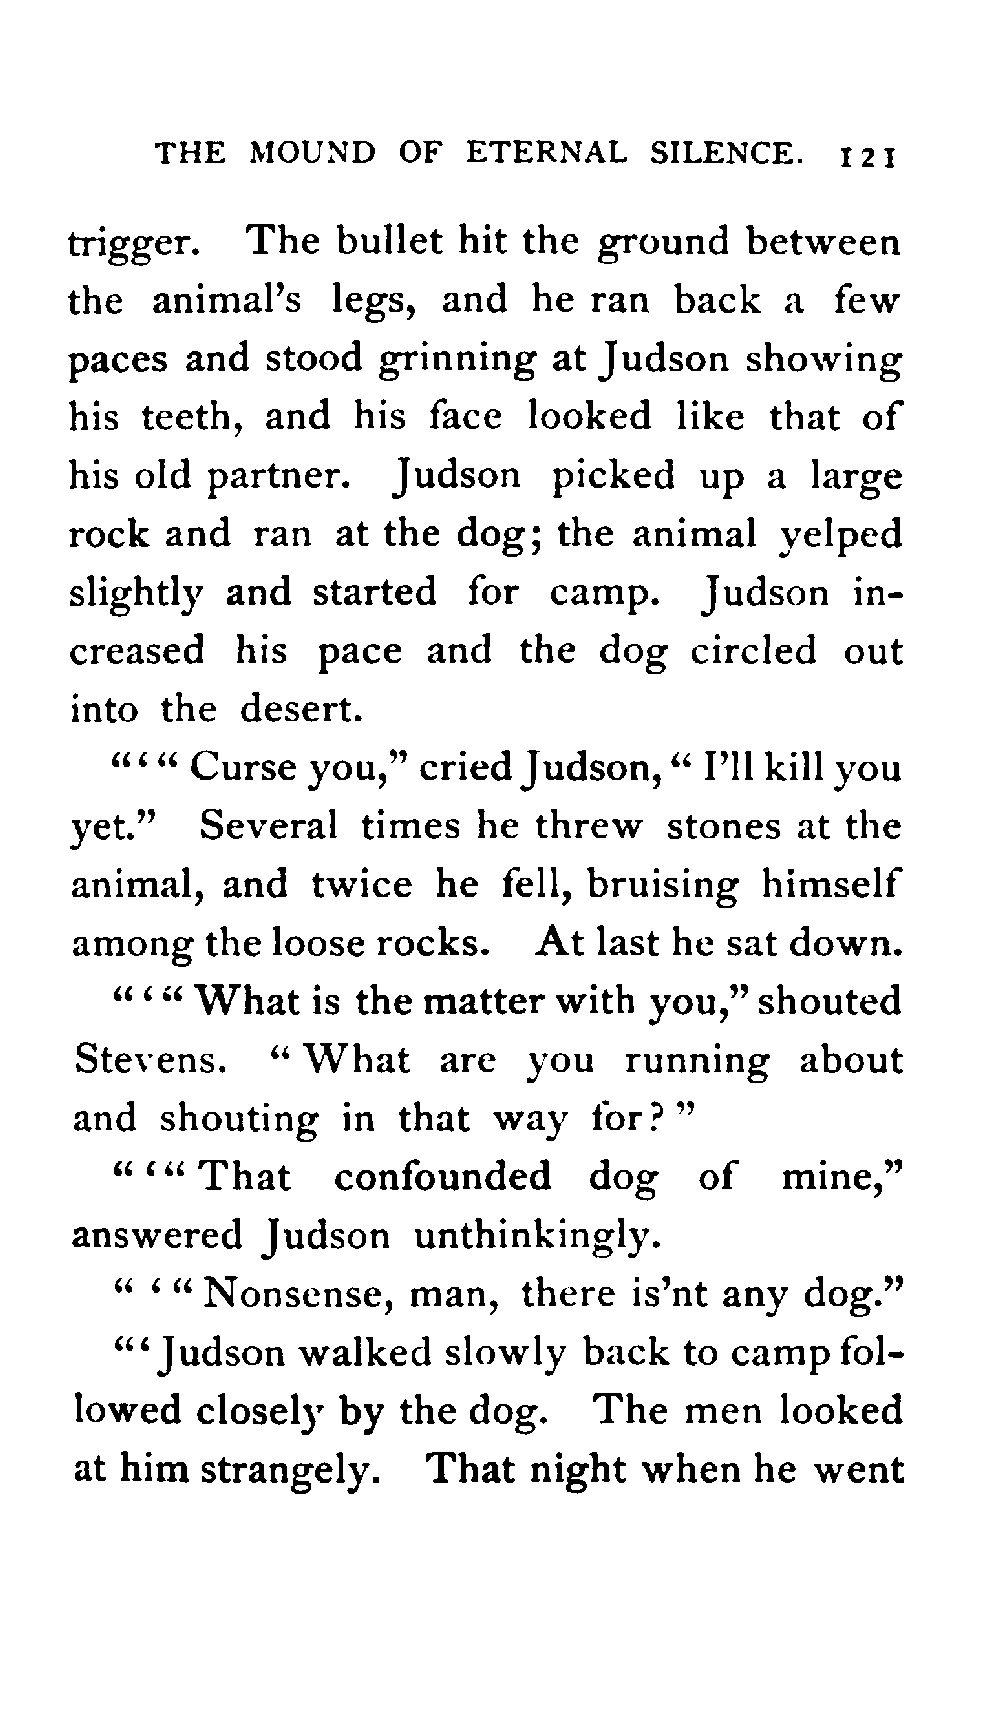 THE MOUND OF ETERNAL SILENCE. 121
trigger. The bullet hit the ground between
the animal's legs, and he ran back a few
paces and stood grinning at Judson showing
his teeth, and his face looked like that of
his old partner. Judson picked up a large
rock and ran at the dog; the animal yelped
slightly and started for camp. Judson in-
creased his pace and the dog circled out
into the desert.
“ ‘ “ Curse you,” cried Judson, “ I'll kill you
yet.” Several times he threw stones at the
animal, and twice he fell, bruising himself
among the loose rocks. At last he sat down.
“ ‘ “ What is the matter with you,” shouted
Stevens. “ What are you running about
and shouting in that way for? ”
“ ‘ “ That confounded dog of mine,”
answered Judson unthinkingly.
“ ‘ “ Nonsense, man, there is'nt any dog.”
“ ‘ Judson walked slowly back to camp fol-
lowed closely by the dog. The men looked
at him strangely. That night when he went